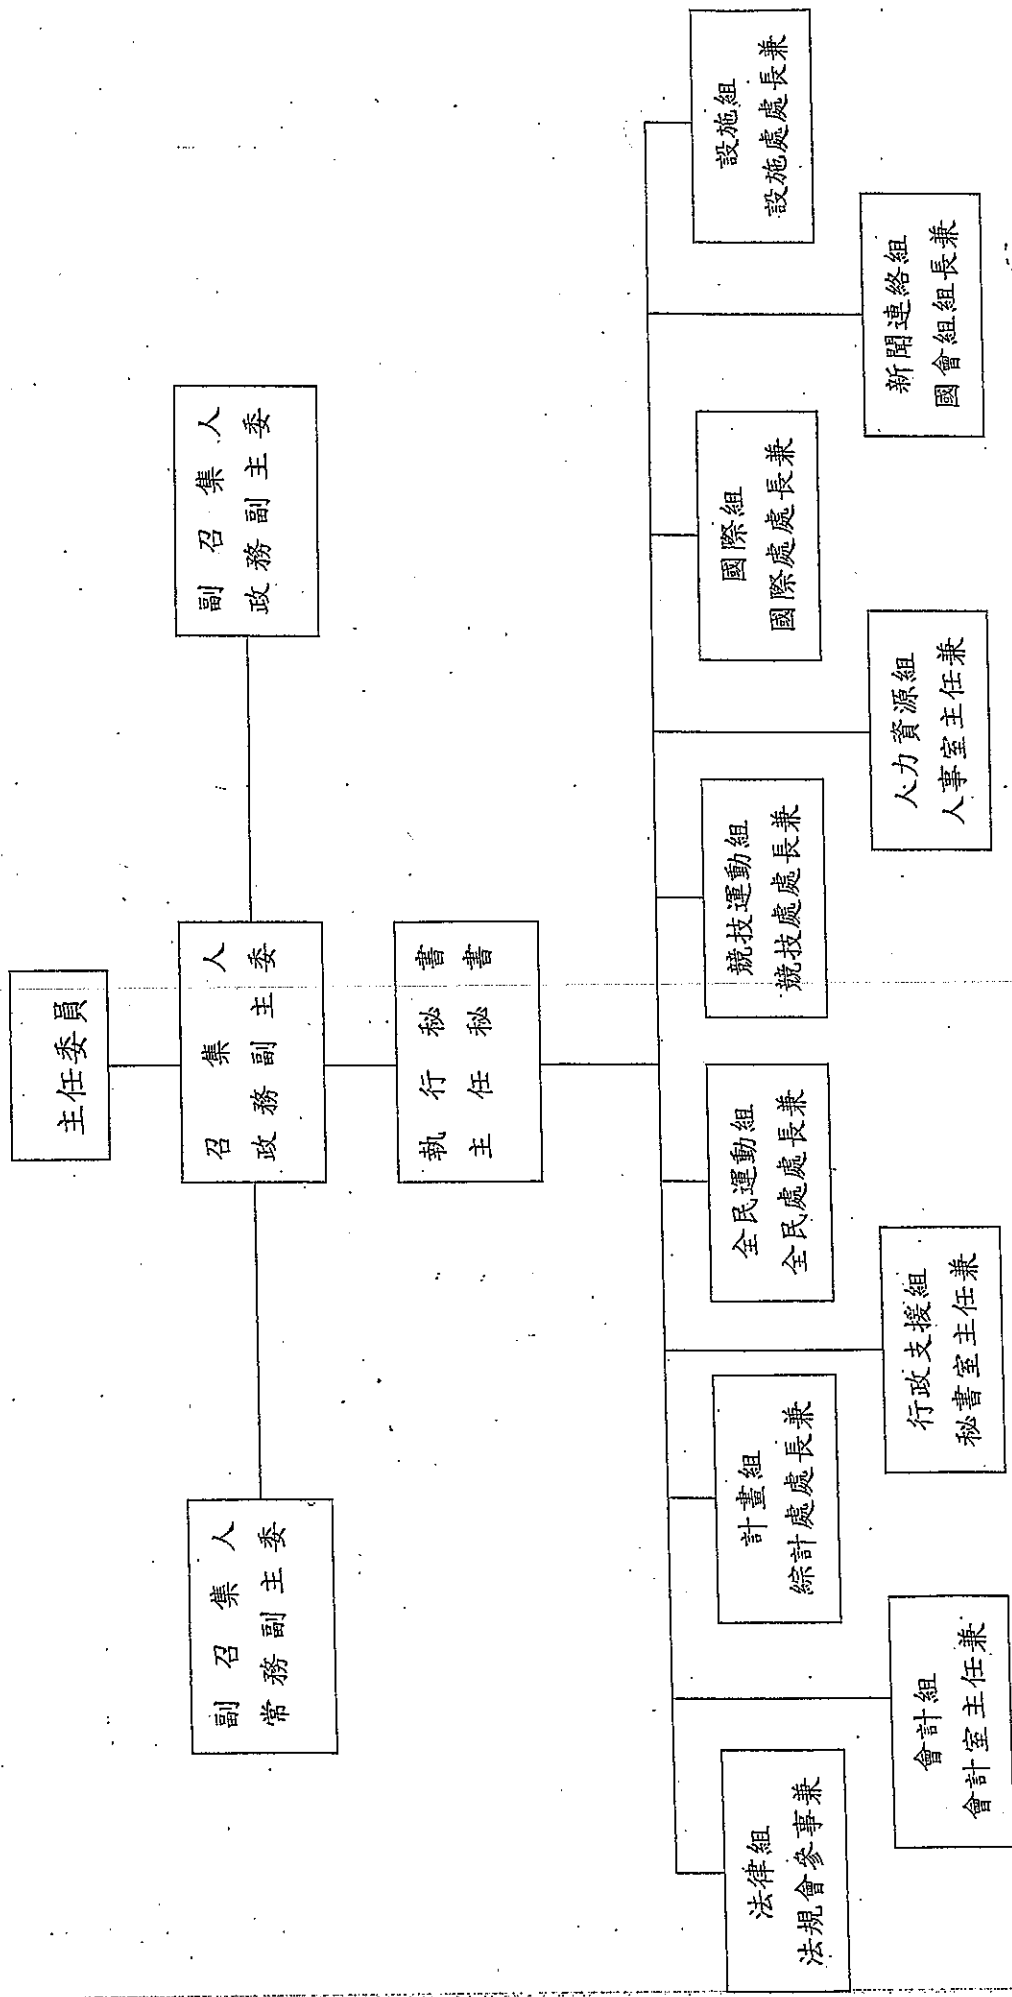 主任委員
副召集人
常務副主委
召集人
政務副主委
副召集人
政務副主委
執行秘書
主任秘書
法律組
法規會參事兼
會計組
會計室主任兼
計畫組
綜計處處長兼
行政支援組
秘書室主任兼
全民運動組
全民處處長兼
競技運動組
競技處處長兼
人力資源組
人事室主任兼
國際組
國際處處長兼
新聞連絡組
國會組組長兼
設施組
設施處處長兼